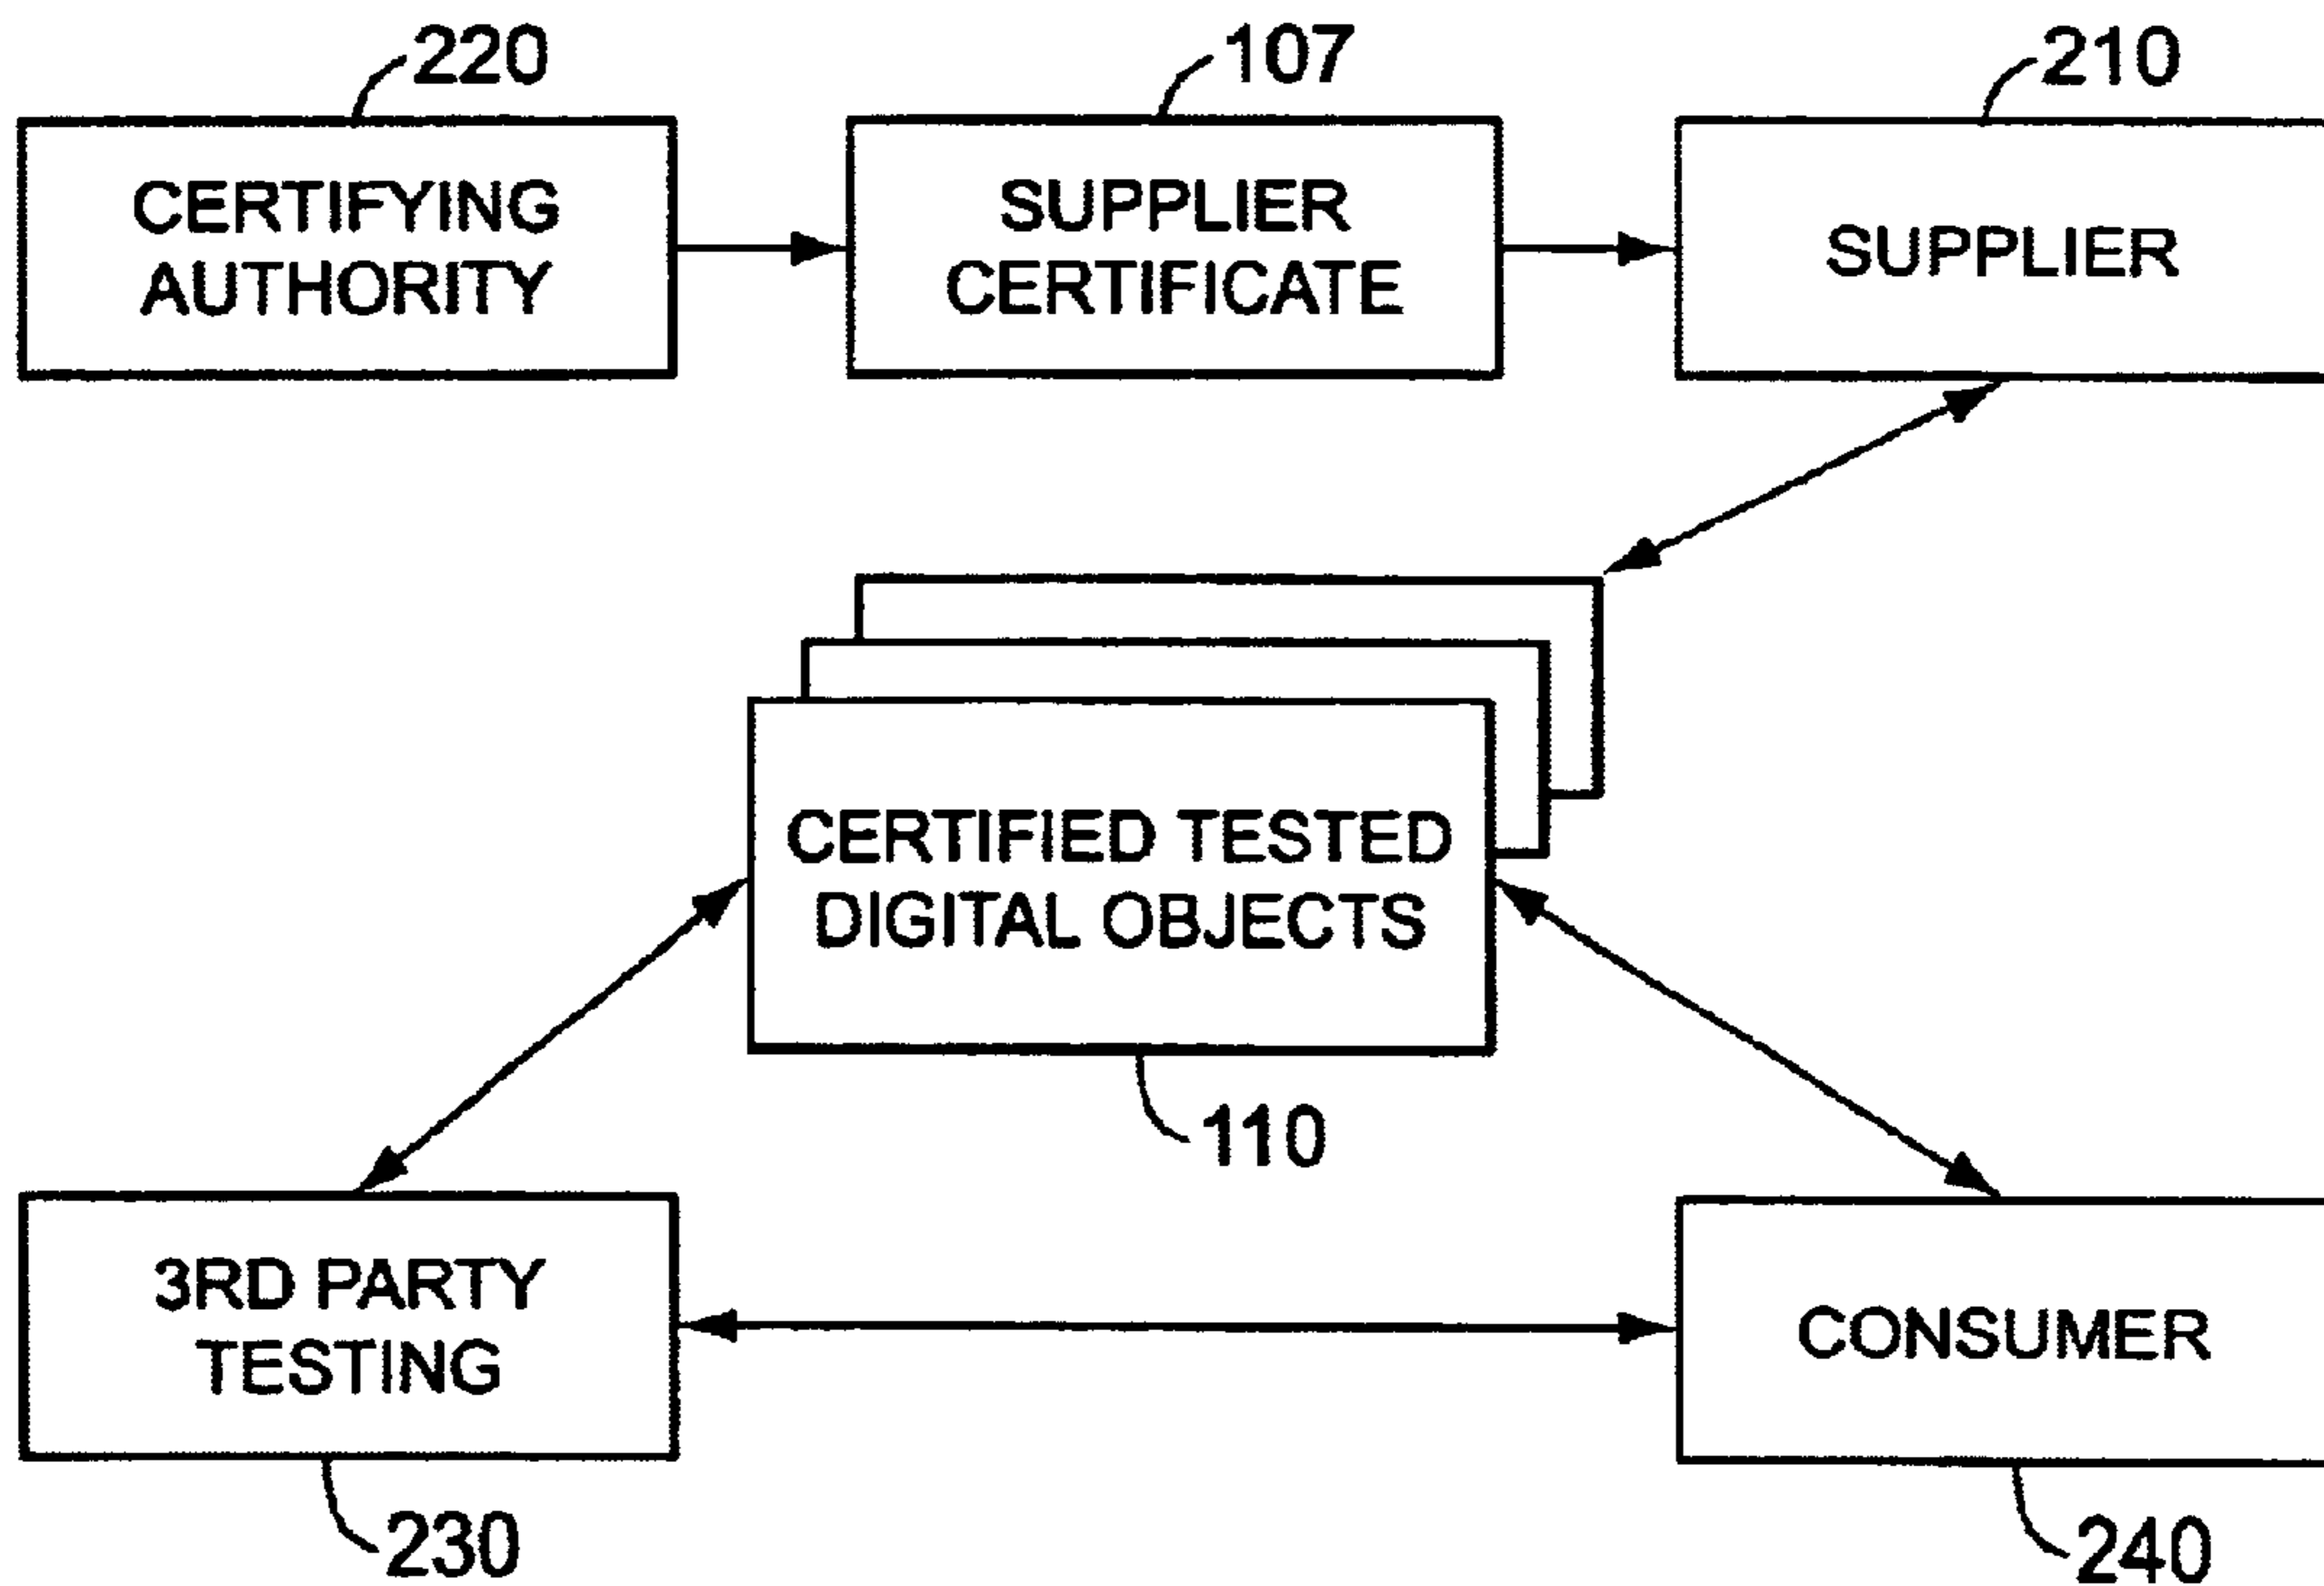 220
107
210
CERTIFYING
AUTHORITY
SUPPLIER
CERTIFICATE
SUPPLIER
CERTIFIED TESTED
DIGITAL OBJECTS
110
3RD PARTY
TESTING
CONSUMER
230
240